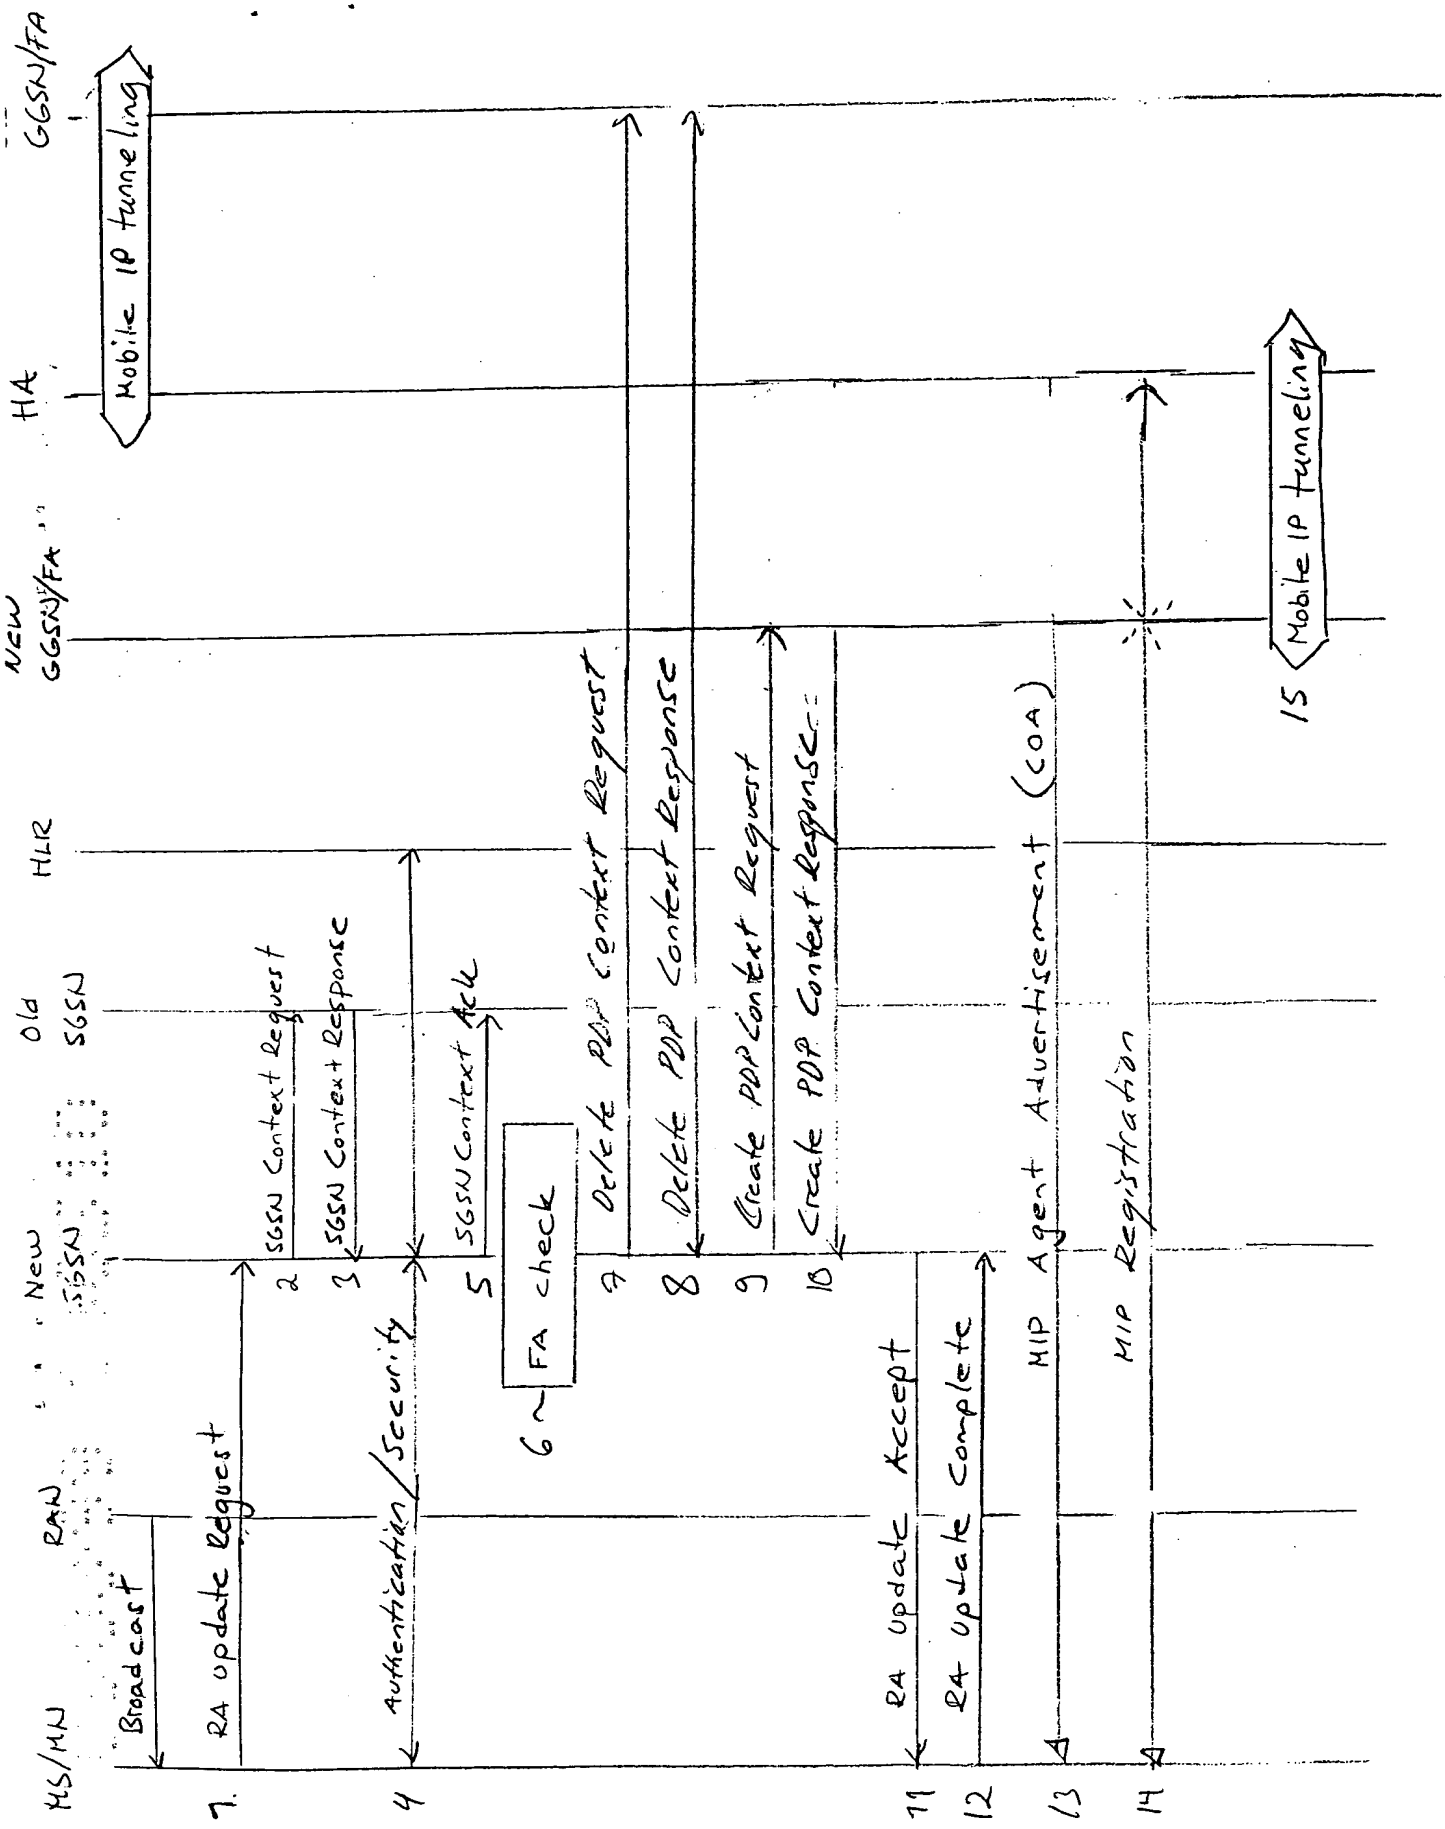 MS/MN
RAN
New
SGSN
Old
SGSN
HLR
New
GGSN/FA
HA
GGSN/FA
Mobile IP tunneling
Broadcast
1. RA update Request
2 SGSN Context Request
3 SGSN Context Response
4 Authentication/Security
5 SGSN Context Ack
6 ~ FA check
7 Delete PDP Context Request
8 Delete PDP Context Response
9 Create PDP Context Request
10 Create PDP Context Response
11 RA update Accept
12 RA update Complete
13 MIP Agent Advertisement (COA)
14 MIP Registration
15 Mobile IP tunneling